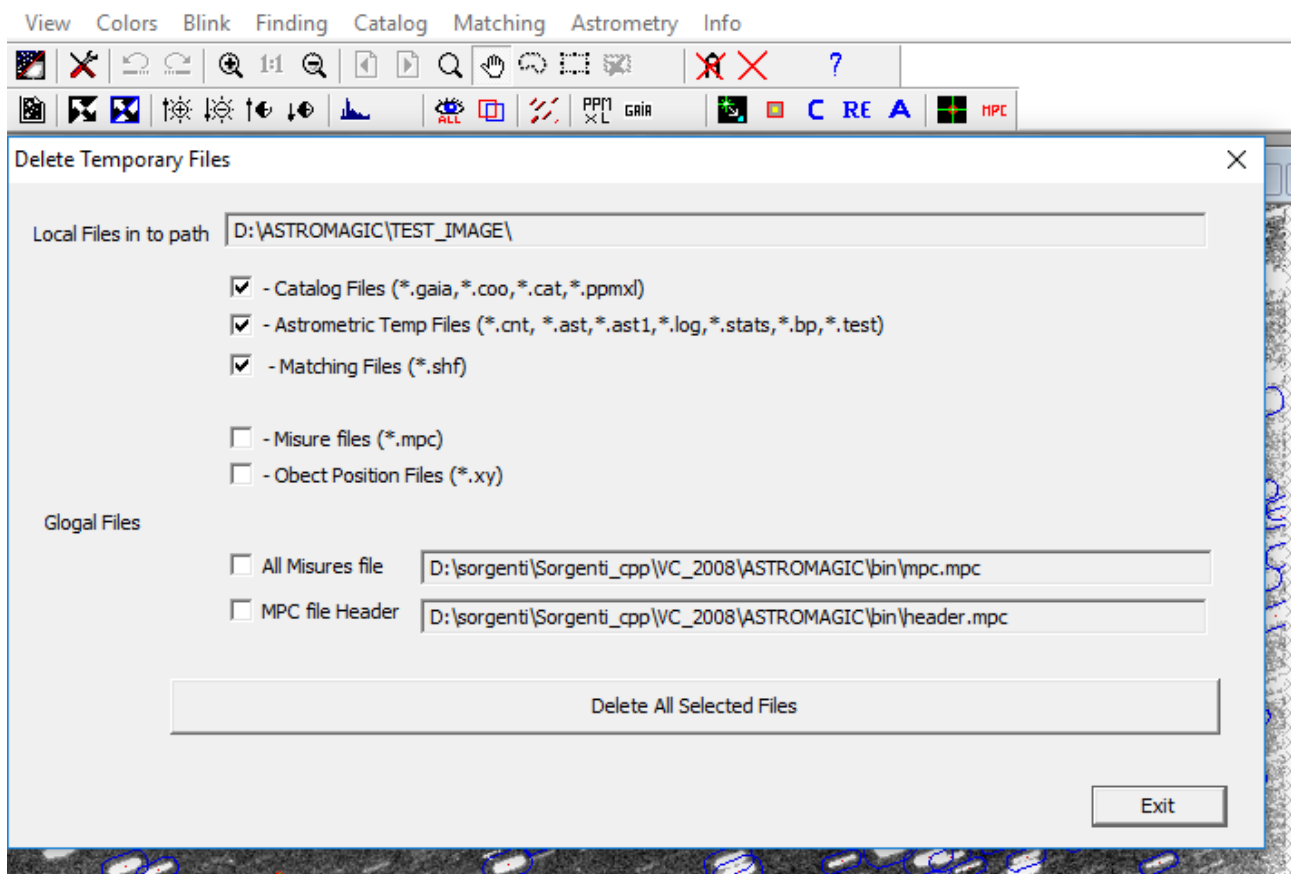 View Colors Blink Finding Catalog Matching Astrometry Info
1:1 ?
ALL PPM XL GAIA C RE A MPC
Delete Temporary Files
Local Files in to path D:\ASTROMAGIC\TEST_IMAGE\
- Catalog Files (*.gaia,*.coo,*.cat,*.ppmxl)
- Astrometric Temp Files (*.cnt, *.ast,*.ast1,*.log,*.stats,*.bp,*.test)
- Matching Files (*.shf)
- Misure files (*.mpc)
- Obect Position Files (*.xy)
Glogal Files
All Misures file D:\sorgenti\Sorgenti_cpp\VC_2008\ASTROMAGIC\bin\mpc.mpc
MPC file Header D:\sorgenti\Sorgenti_cpp\VC_2008\ASTROMAGIC\bin\header.mpc
Delete All Selected Files
Exit